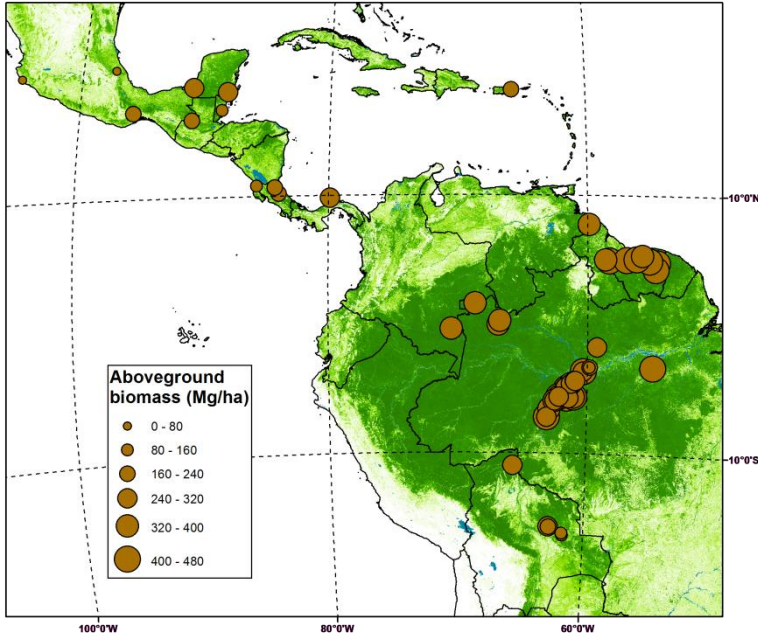 10°0'N
Aboveground
biomass (Mg/ha)
0 - 80
80 - 160
160 - 240
240 - 320
320 - 400
400 - 480
10°0'S
100°0'W
80°0'W
60°0'W